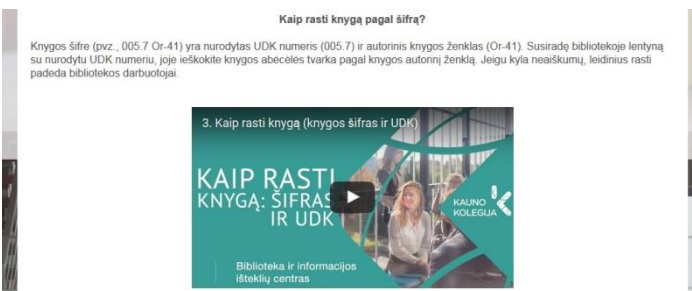 Kaip rasti knygą pagal šifrą?
Knygos šifre (pvz., 005.7 Or-41) yra nurodytas UDK numeris (005.7) ir autorinis knygos ženklas (Or-41). Susiradę bibliotekoje lentyną
su nurodytu UDK numeriu, joje ieškokite knygos abėcėlės tvarka pagal knygos autorinį ženklą. Jeigu kyla neaiškumų, leidinius rasti
padeda bibliotekos darbuotojai.
3. Kaip rasti knygą (knygos šifras ir UDK)
KAIP RASTI
KNYGĄ: ŠIFRAS
IR UDK
KAUNO
KOLEGIJA
Biblioteka ir informacijos
išteklių centras